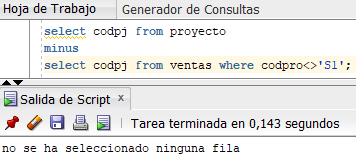 Hoja de Trabajo Generador de Consultas
select codpj from proyecto
minus
select codpj from ventas where codpro<>'S1';
Salida de Script x
Tarea terminada en 0,143 segundos
no se ha seleccionado ninguna fila